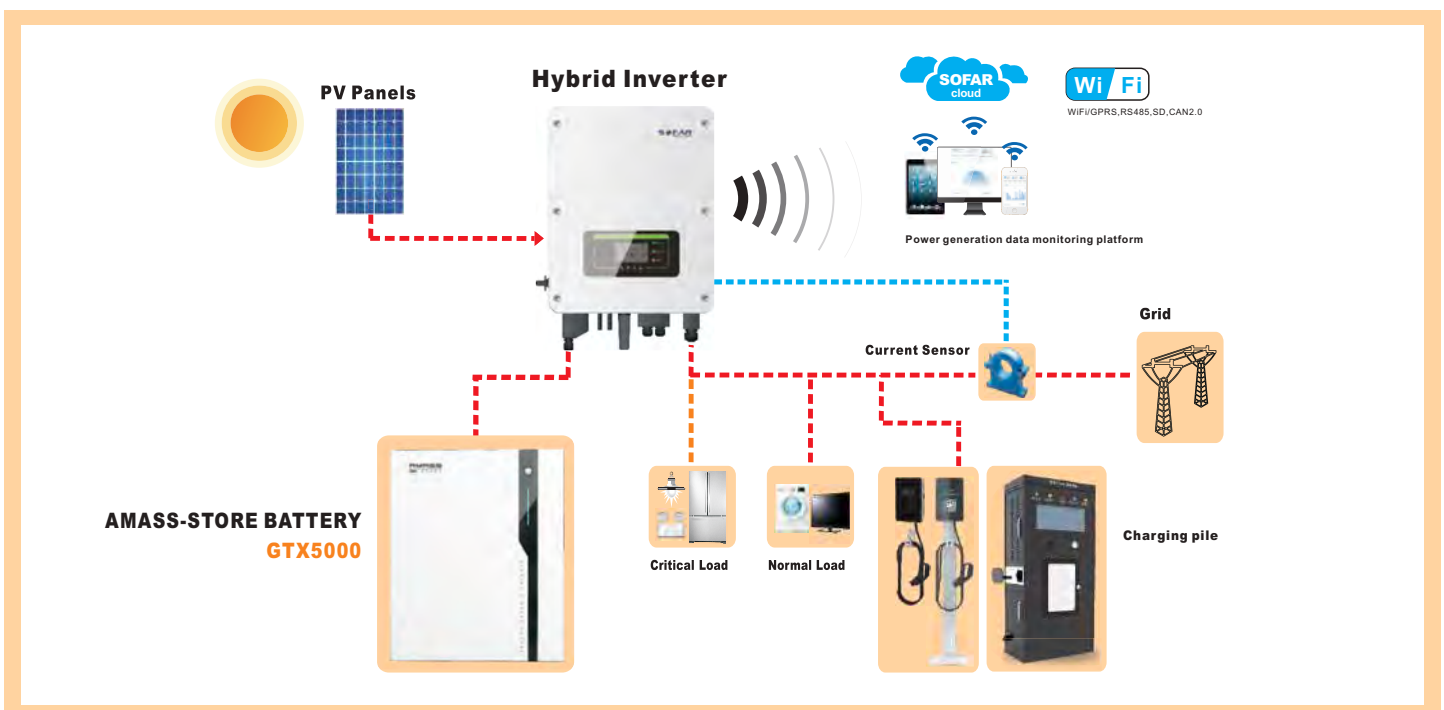 Hybrid Inverter
PV Panels
SOFAR
cloud
Wi Fi
WiFi/GPRS,RS485,SD,CAN2.0
SOFAR
Power generation data monitoring platform
Grid
Current Sensor
AMASS-STORE BATTERY
GTX5000
Critical Load
Normal Load
Charging pile